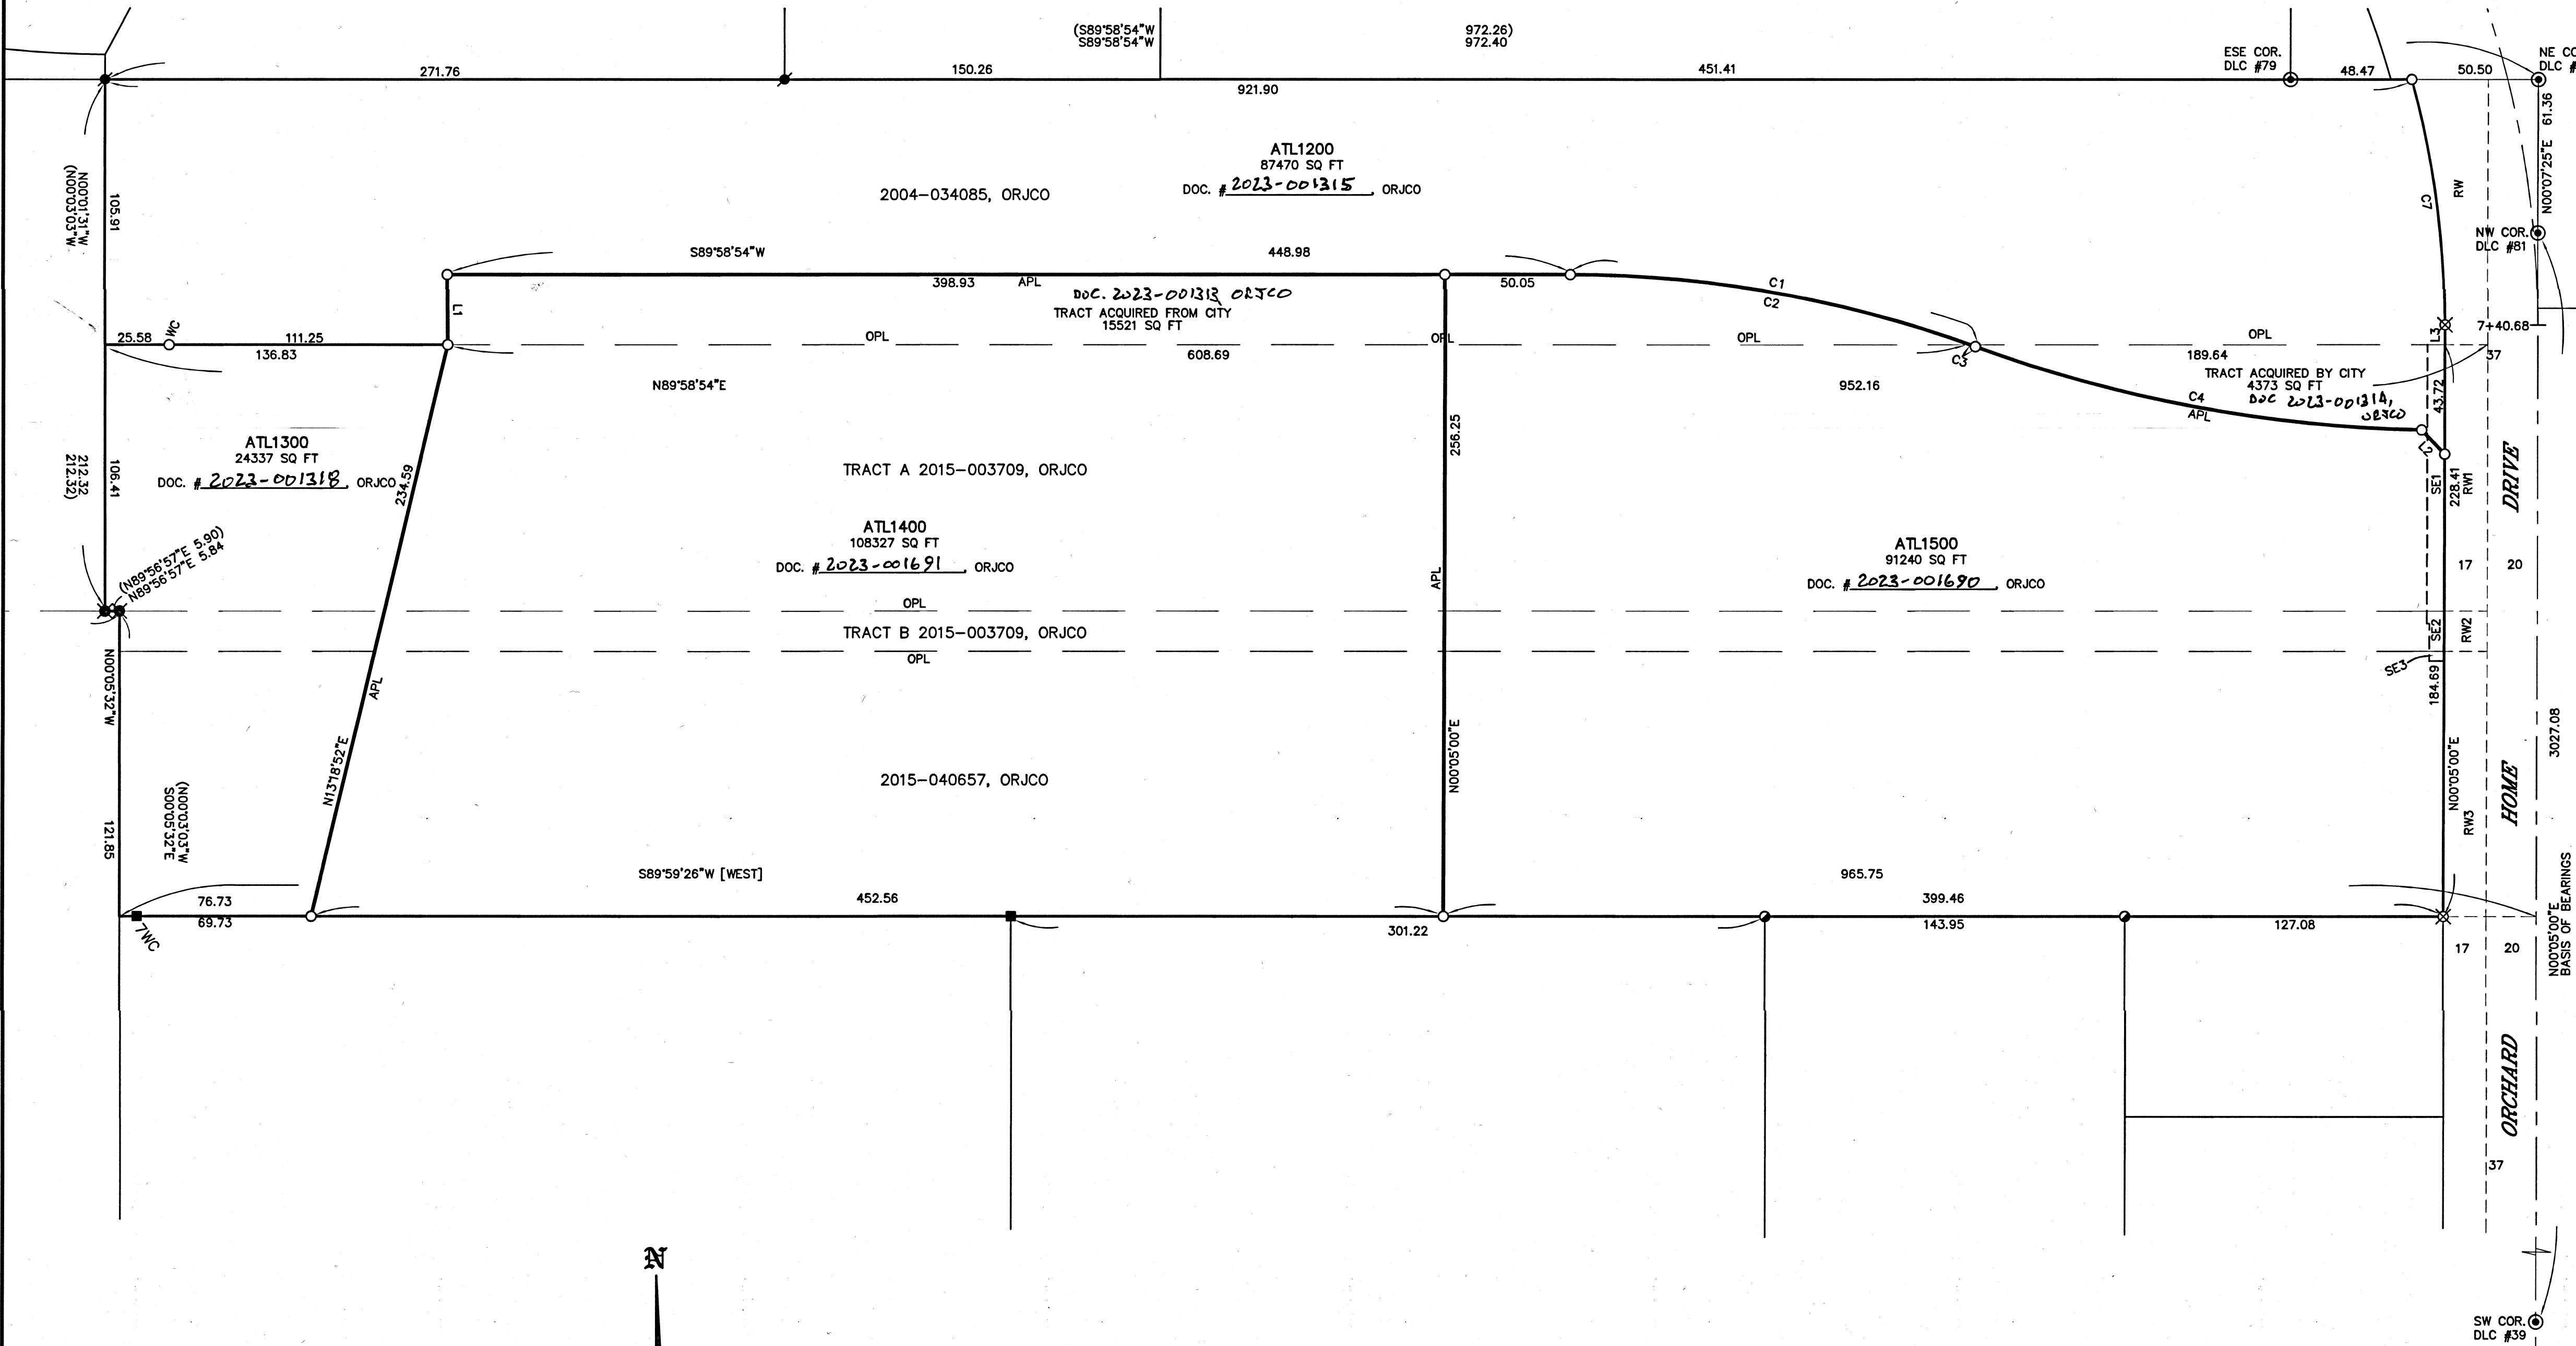 (S89°58'54"W 972.26)
S89°58'54"W 972.40
ESE COR.
DLC #79
NE CO
DLC #
271.76
150.26
451.41
48.47
50.50
921.90
61.36
N00°07'25"E
ATL1200
87470 SQ FT
DOC. # 2023-001315, ORJCO
2004-034085, ORJCO
N00°01'31"W
(N00°03'03"W
105.91
C7
RW
NW COR.
DLC #81
S89°58'54"W
448.98
398.93
APL
50.05
C1
C2
DOC. 2023-001313 ORJCO
TRACT ACQUIRED FROM CITY
15521 SQ FT
L1
L3
7+40.68
25.58
WC
111.25
136.83
OPL
OPL
OPL
OPL
608.69
C3
189.64
37
N89°58'54"E
952.16
TRACT ACQUIRED BY CITY
4373 SQ FT
DOC 2023-001314,
ORJCO
43.72
C4
APL
L2
ATL1300
24337 SQ FT
DOC. # 2023-001318, ORJCO
106.41
212.32
212.32)
234.59
256.25
TRACT A 2015-003709, ORJCO
SE1
228.41
RW1
DRIVE
ATL1400
108327 SQ FT
DOC. # 2023-001691, ORJCO
APL
ATL1500
91240 SQ FT
DOC. # 2023-001690, ORJCO
17
20
(N89°56'57"E 5.90)
N89°56'57"E 5.84
OPL
TRACT B 2015-003709, ORJCO
OPL
SE2
RW2
SE3
184.69
N00°05'32"W
APL
N00°05'00"E
N00°05'00"E
3027.08
N13°18'52"E
2015-040657, ORJCO
HOME
RW3
(N00°03'03"W
S00°05'32"E
121.85
S89°59'26"W [WEST]
965.75
76.73
69.73
452.56
399.46
7WC
301.22
143.95
127.08
17
20
N00°05'00"E
BASIS OF BEARINGS
ORCHARD
37
N
SW COR.
DLC #39